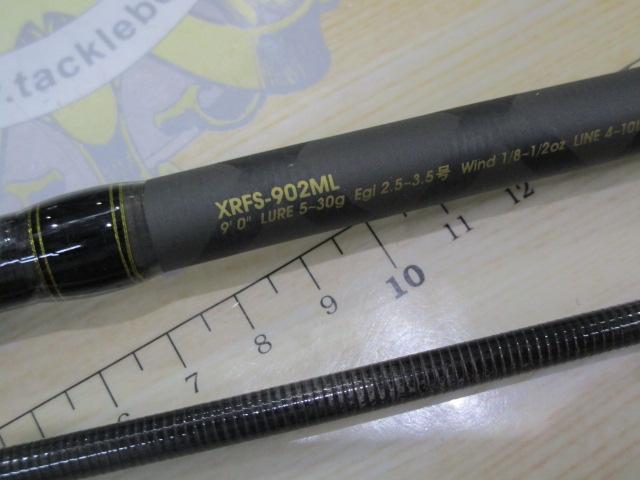 .tacklebe
XRFS-902ML
9' 0" LURE 5-30g Egi 2.5-3.5号 Wind 1/8-1/2oz LINE 4-10
6 7 8 9 10 11 12